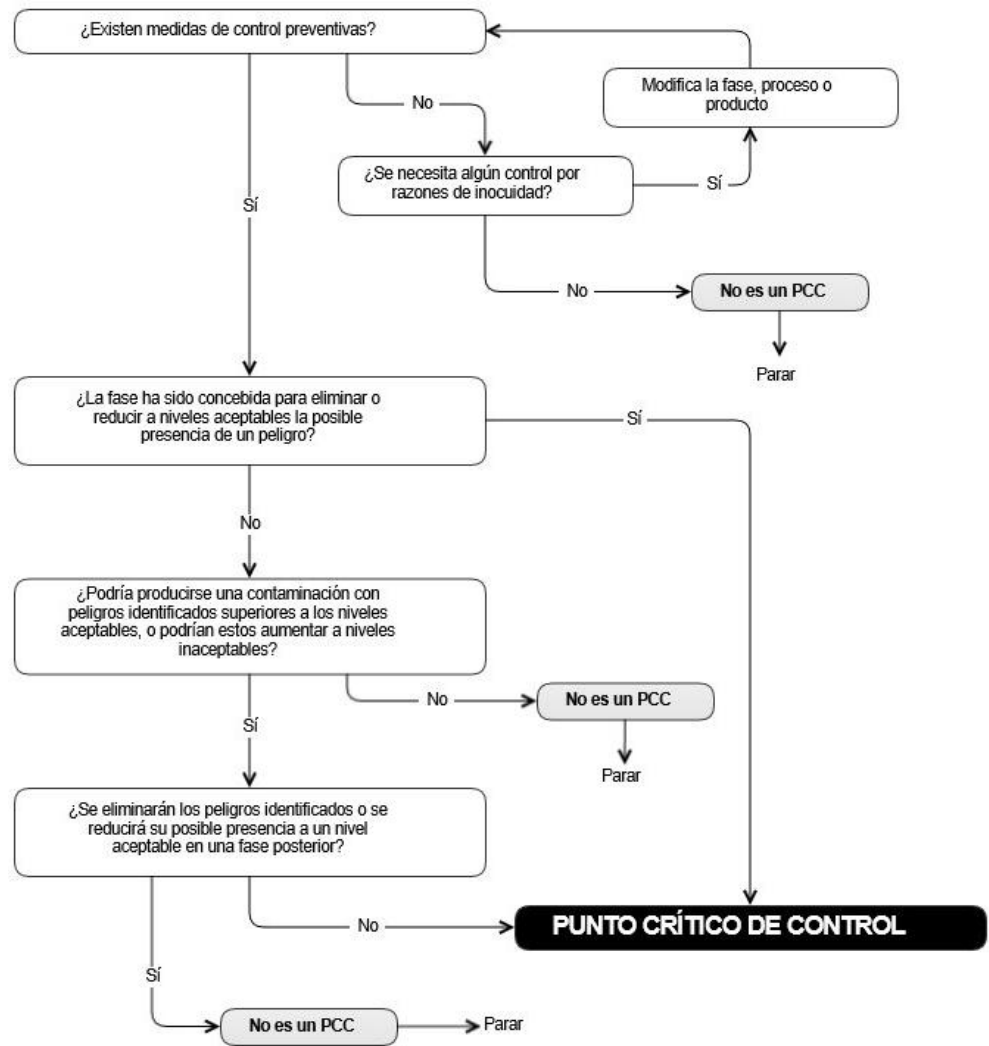 ¿Existen medidas de control preventivas?
Modifica la fase, proceso o
producto
No
¿Se necesita algún control por
razones de inocuidad?
Sí
Sí
No
No es un PCC
Parar
¿La fase ha sido concebida para eliminar o
reducir a niveles aceptables la posible
presencia de un peligro?
Sí
No
¿Podría producirse una contaminación con
peligros identificados superiores a los niveles
aceptables, o podrían estos aumentar a niveles
inaceptables?
No
No es un PCC
Sí
Parar
¿Se eliminarán los peligros identificados o se
reducirá su posible presencia a un nivel
aceptable en una fase posterior?
No
PUNTO CRÍTICO DE CONTROL
Sí
No es un PCC
Parar